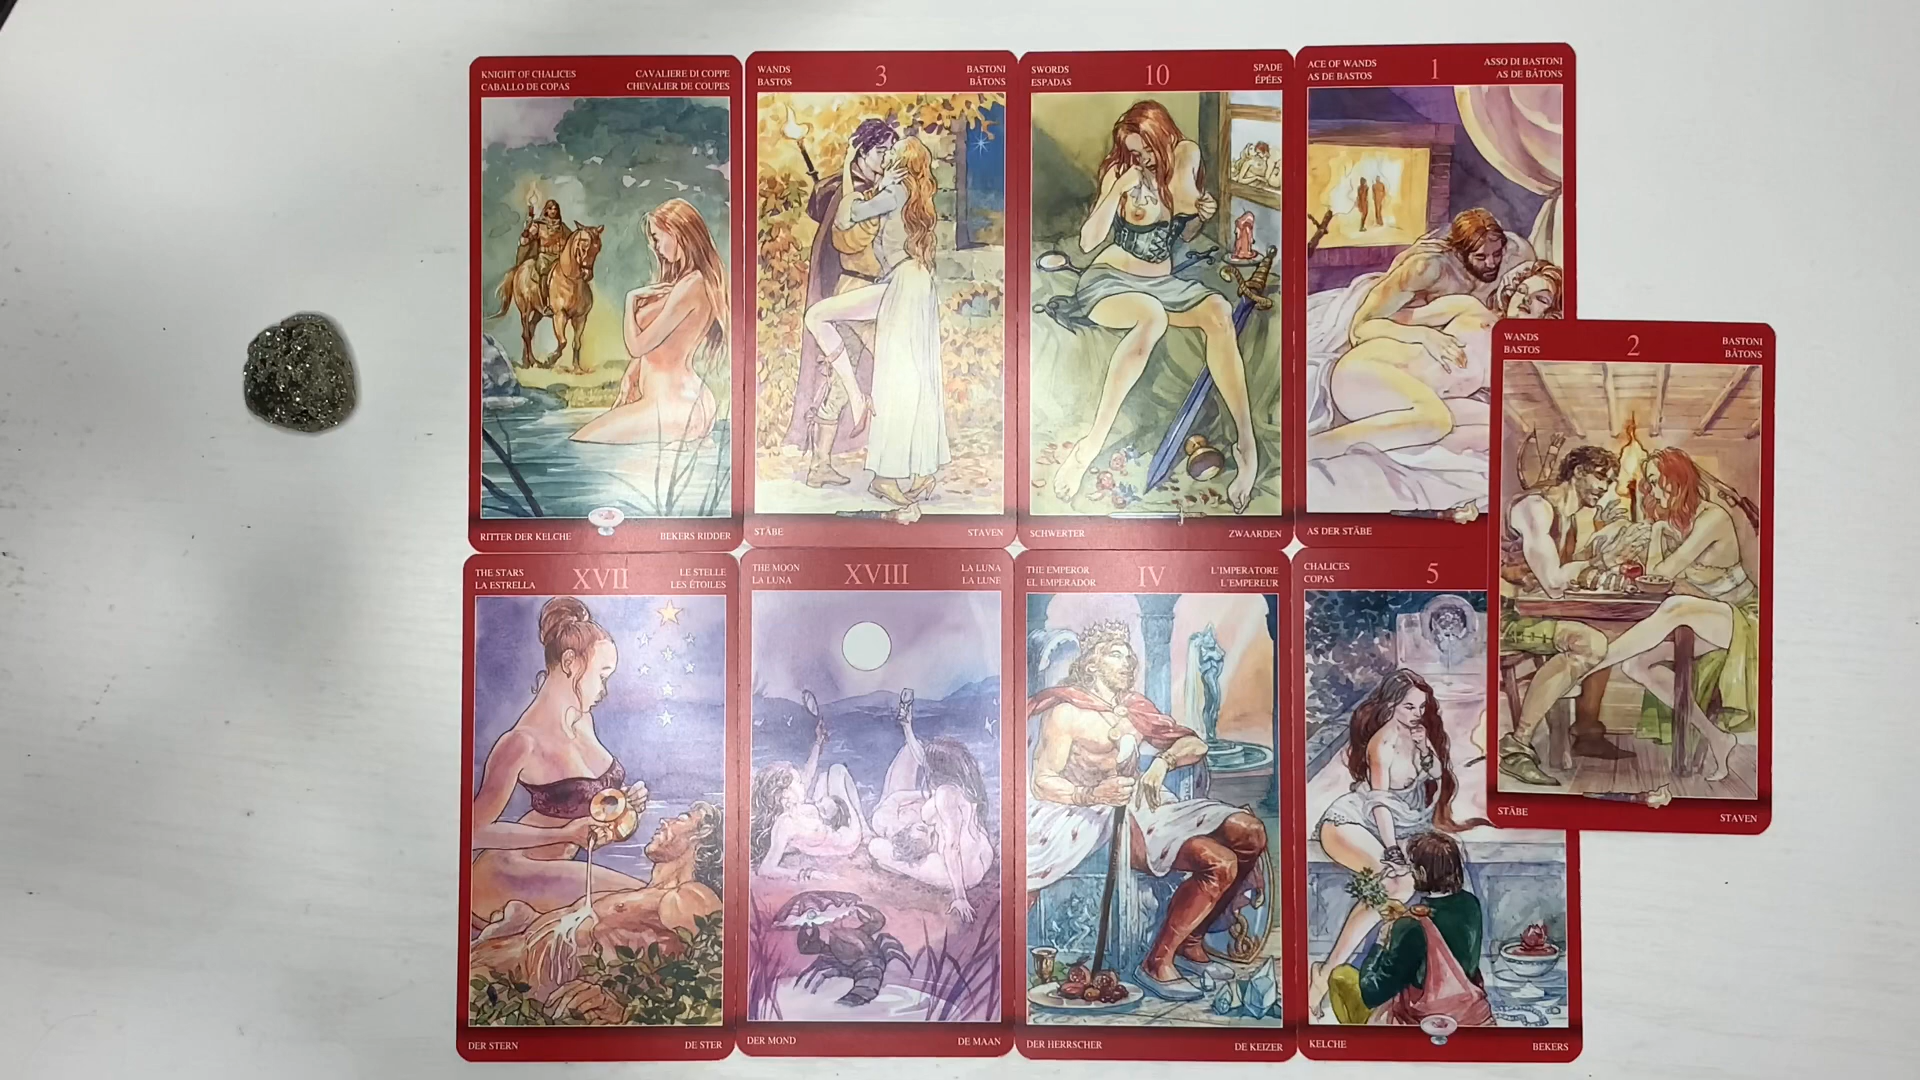 KNIGHT OF CHALICES CAVALIERE DI COPPE
CABALLO DE COPAS CHEVALIER DE COUPES
RITTER DER KELCHE BEKERS RIDDER
WANDS 3 BASTONI
BASTOS BÂTONS
STÄBE STAVEN
SWORDS 10 SPADE
ESPADAS ÉPÉES
SCHWERTER ZWAARDEN
ACE OF WANDS 1 ASSO DI BASTONI
AS DE BASTOS AS DE BÂTONS
AS DER STÄBE
WANDS 2 BASTONI
BASTOS BÂTONS
STÄBE STAVEN
THE STARS XVII LE STELLE
LA ESTRELLA LES ÉTOILES
DER STERN DE STER
THE MOON XVIII LA LUNA
LA LUNA LA LUNE
DER MOND DE MAAN
THE EMPEROR IV L'IMPERATORE
EL EMPERADOR L'EMPEREUR
DER HERRSCHER DE KEIZER
CHALICES 5
COPAS
KELCHE BEKERS